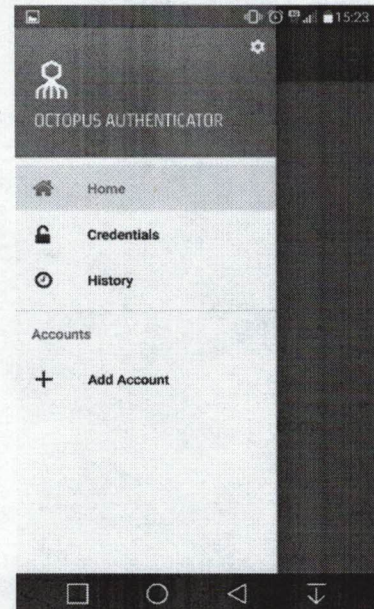 15:23
OCTOPUS AUTHENTICATOR
Home
Credentials
History
Accounts
Add Account